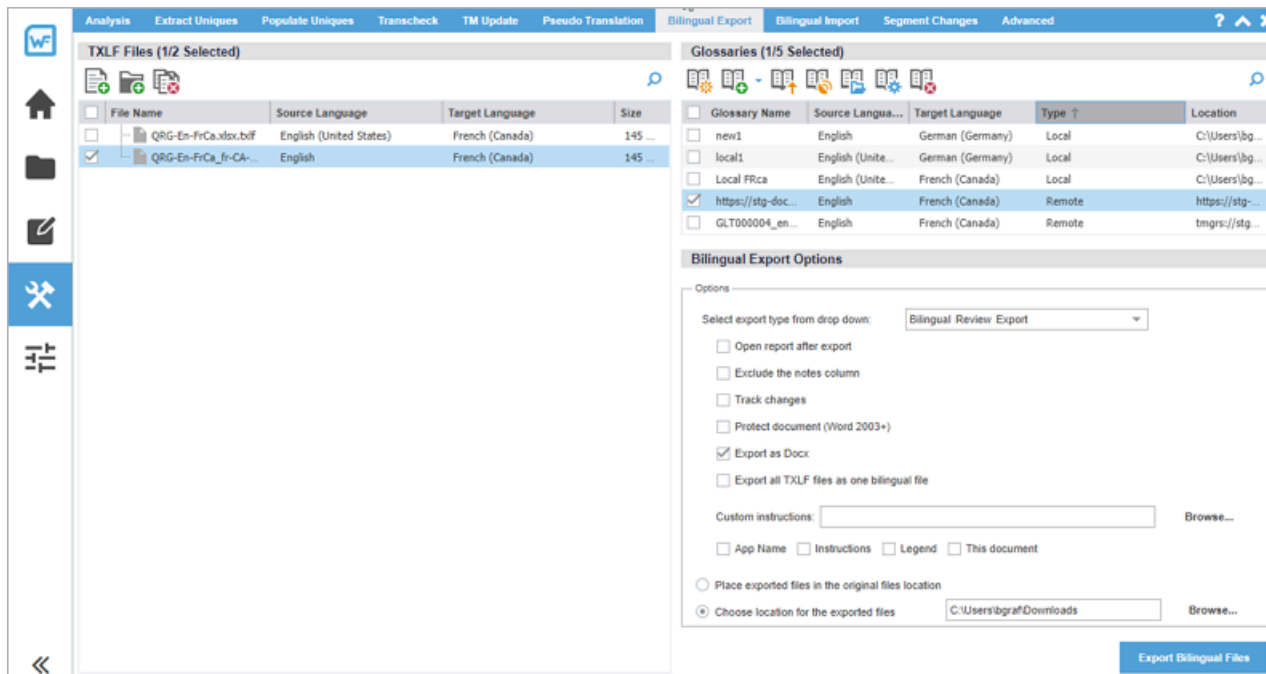 Analysis Extract Uniques Populate Uniques Transcheck TM Update Pseudo Translation Bilingual Export Bilingual Import Segment Changes Advanced ?
WF
TXLF Files (1/2 Selected)
File Name Source Language Target Language Size
QRG-En-FrCa.xlsx.txlf English (United States) French (Canada) 145 ...
QRG-En-FrCa_fr-CA-... English French (Canada) 145 ...
Glossaries (1/5 Selected)
Glossary Name Source Langua... Target Language Type ↑ Location
new1 English German (Germany) Local C:\Users\bg...
local1 English (Unite... German (Germany) Local C:\Users\bg...
Local FRca English (Unite... French (Canada) Local C:\Users\bg...
https://stg-doc... English French (Canada) Remote https://stg-...
GLT000004_en... English French (Canada) Remote tmgrs://stg...
Bilingual Export Options
Options
Select export type from drop down: Bilingual Review Export
Open report after export
Exclude the notes column
Track changes
Protect document (Word 2003+)
Export as Docx
Export all TXLF files as one bilingual file
Custom instructions: Browse...
App Name Instructions Legend This document
Place exported files in the original files location
Choose location for the exported files C:\Users\bgraf\Downloads Browse...
Export Bilingual Files